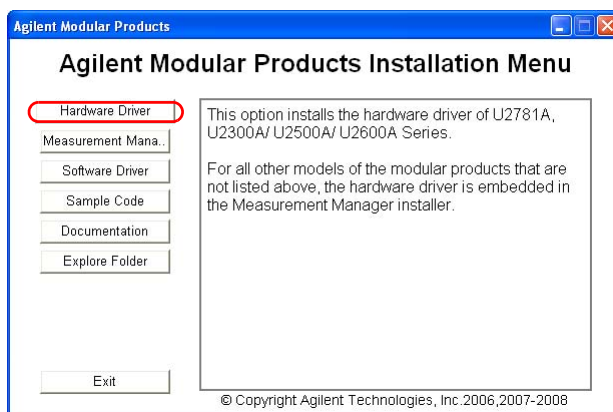 Agilent Modular Products
Agilent Modular Products Installation Menu
Hardware Driver
Measurement Mana..
Software Driver
Sample Code
Documentation
Explore Folder
Exit
This option installs the hardware driver of U2781A,
U2300A/ U2500A/ U2600A Series.
For all other models of the modular products that are
not listed above, the hardware driver is embedded in
the Measurement Manager installer.
© Copyright Agilent Technologies, Inc.2006,2007-2008